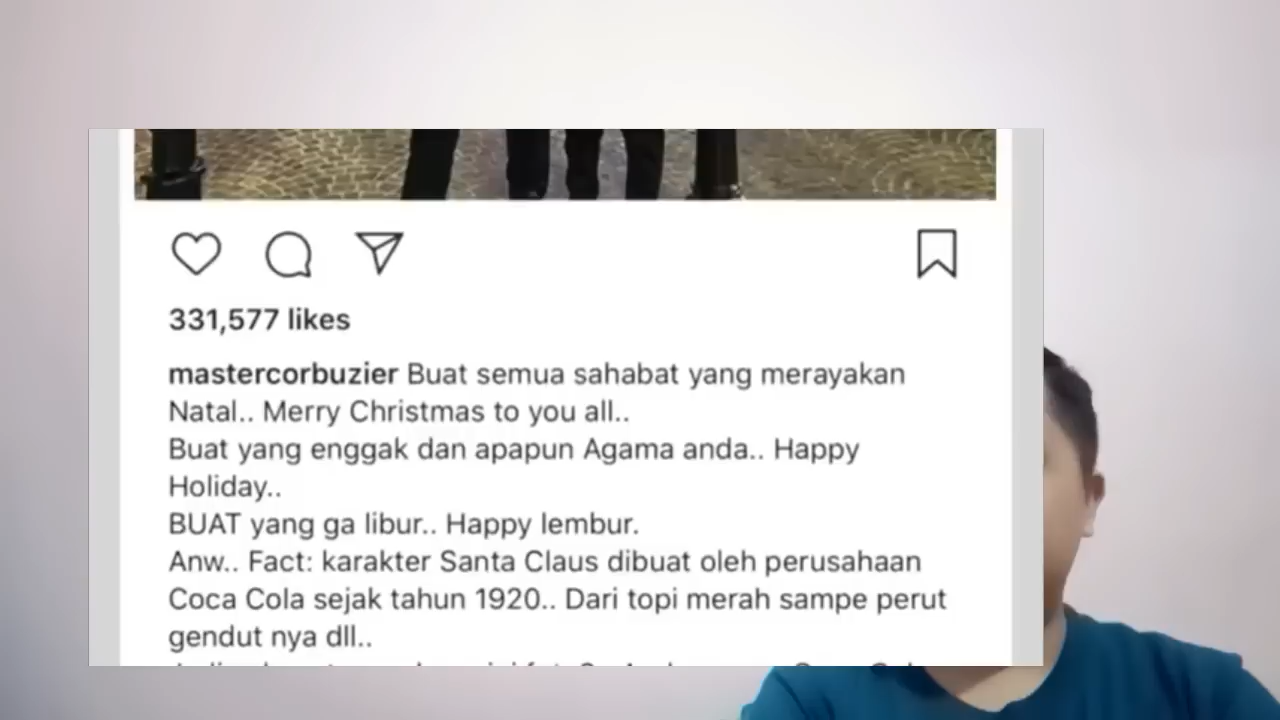 331,577 likes
mastercorbuzier Buat semua sahabat yang merayakan
Natal.. Merry Christmas to you all..
Buat yang enggak dan apapun Agama anda.. Happy
Holiday..
BUAT yang ga libur.. Happy lembur.
Anw.. Fact: karakter Santa Claus dibuat oleh perusahaan
Coca Cola sejak tahun 1920.. Dari topi merah sampe perut
gendut nya dll..